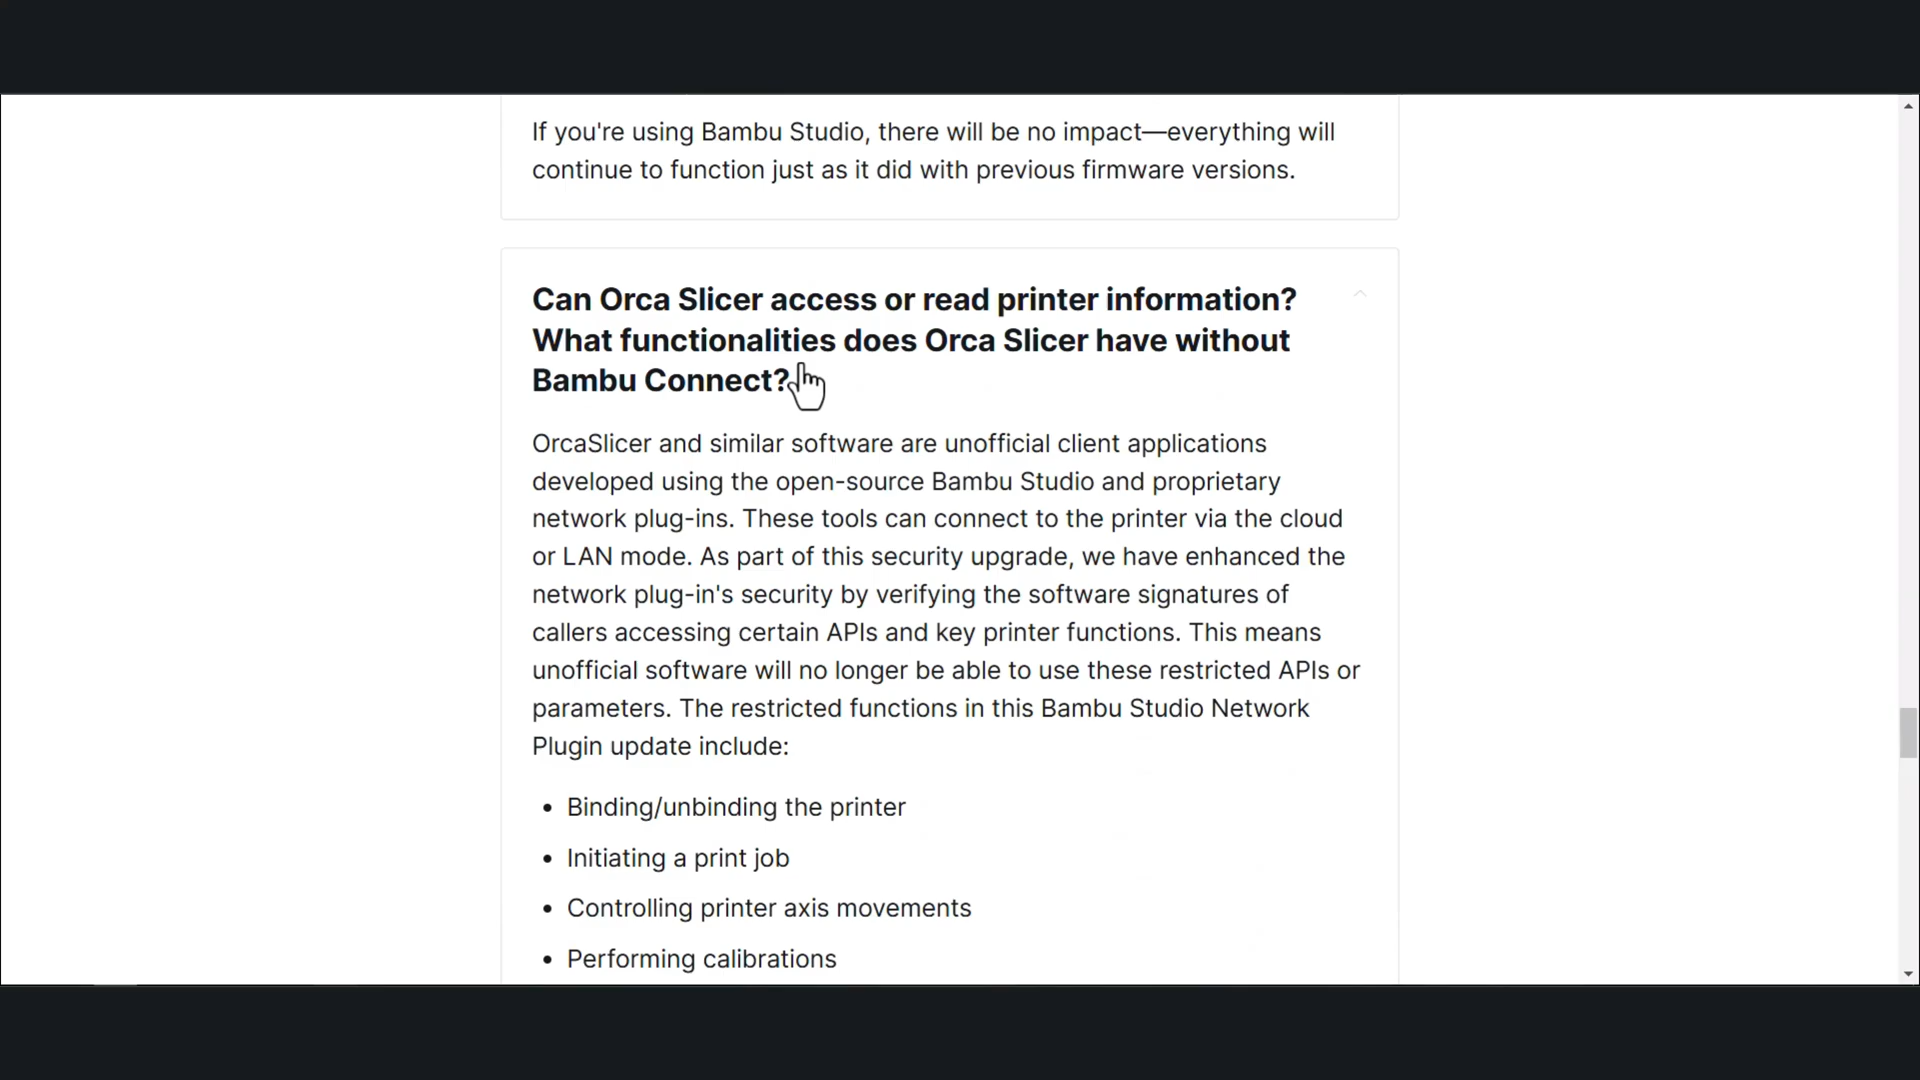 If you're using Bambu Studio, there will be no impact—everything will
continue to function just as it did with previous firmware versions.
Can Orca Slicer access or read printer information?
What functionalities does Orca Slicer have without
Bambu Connect?
OrcaSlicer and similar software are unofficial client applications
developed using the open-source Bambu Studio and proprietary
network plug-ins. These tools can connect to the printer via the cloud
or LAN mode. As part of this security upgrade, we have enhanced the
network plug-in's security by verifying the software signatures of
callers accessing certain APIs and key printer functions. This means
unofficial software will no longer be able to use these restricted APIs or
parameters. The restricted functions in this Bambu Studio Network
Plugin update include:
• Binding/unbinding the printer
• Initiating a print job
• Controlling printer axis movements
• Performing calibrations